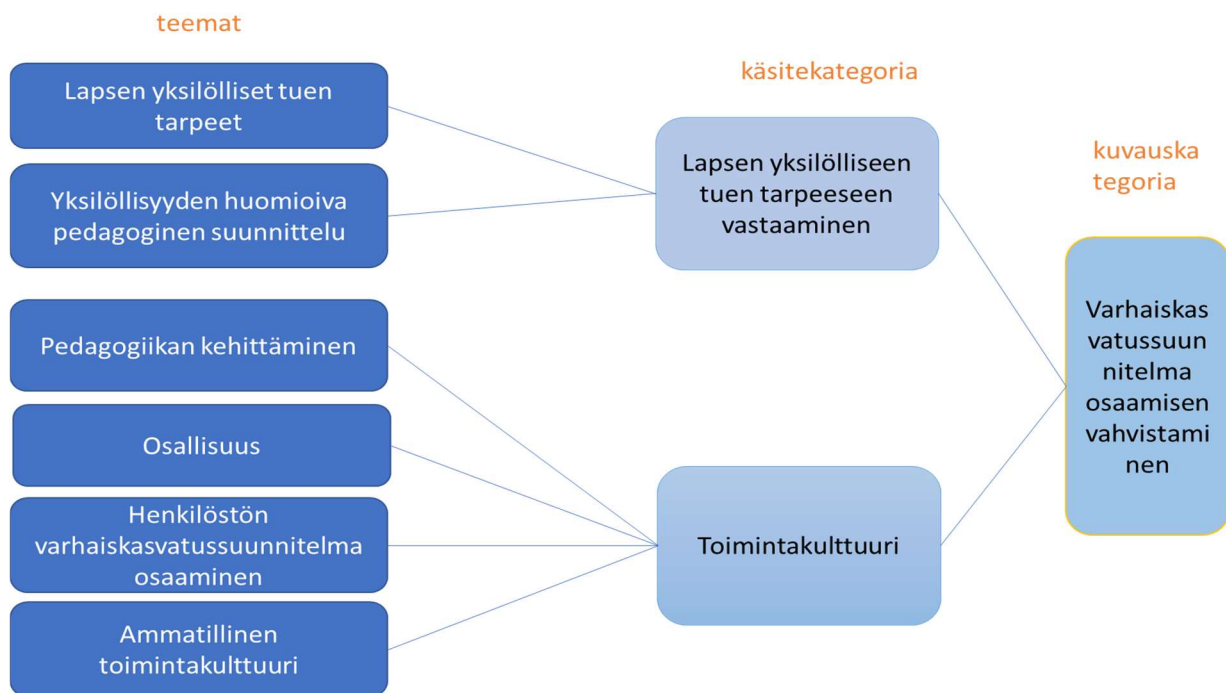 teemat
Lapsen yksilölliset tuen
tarpeet
Yksilöllisyyden huomioiva
pedagoginen suunnittelu
Pedagogiikan kehittäminen
Osallisuus
Henkilöstön
varhaiskasvatussuunnitelma
osaaminen
Ammatillinen
toimintakulttuuri
käsitekategoria
Lapsen yksilölliseen
tuen tarpeeseen
vastaaminen
Toimintakulttuuri
kuvauska
tegoria
Varhaiskas
vatussuun
nitelma
osaamisen
vahvistami
nen